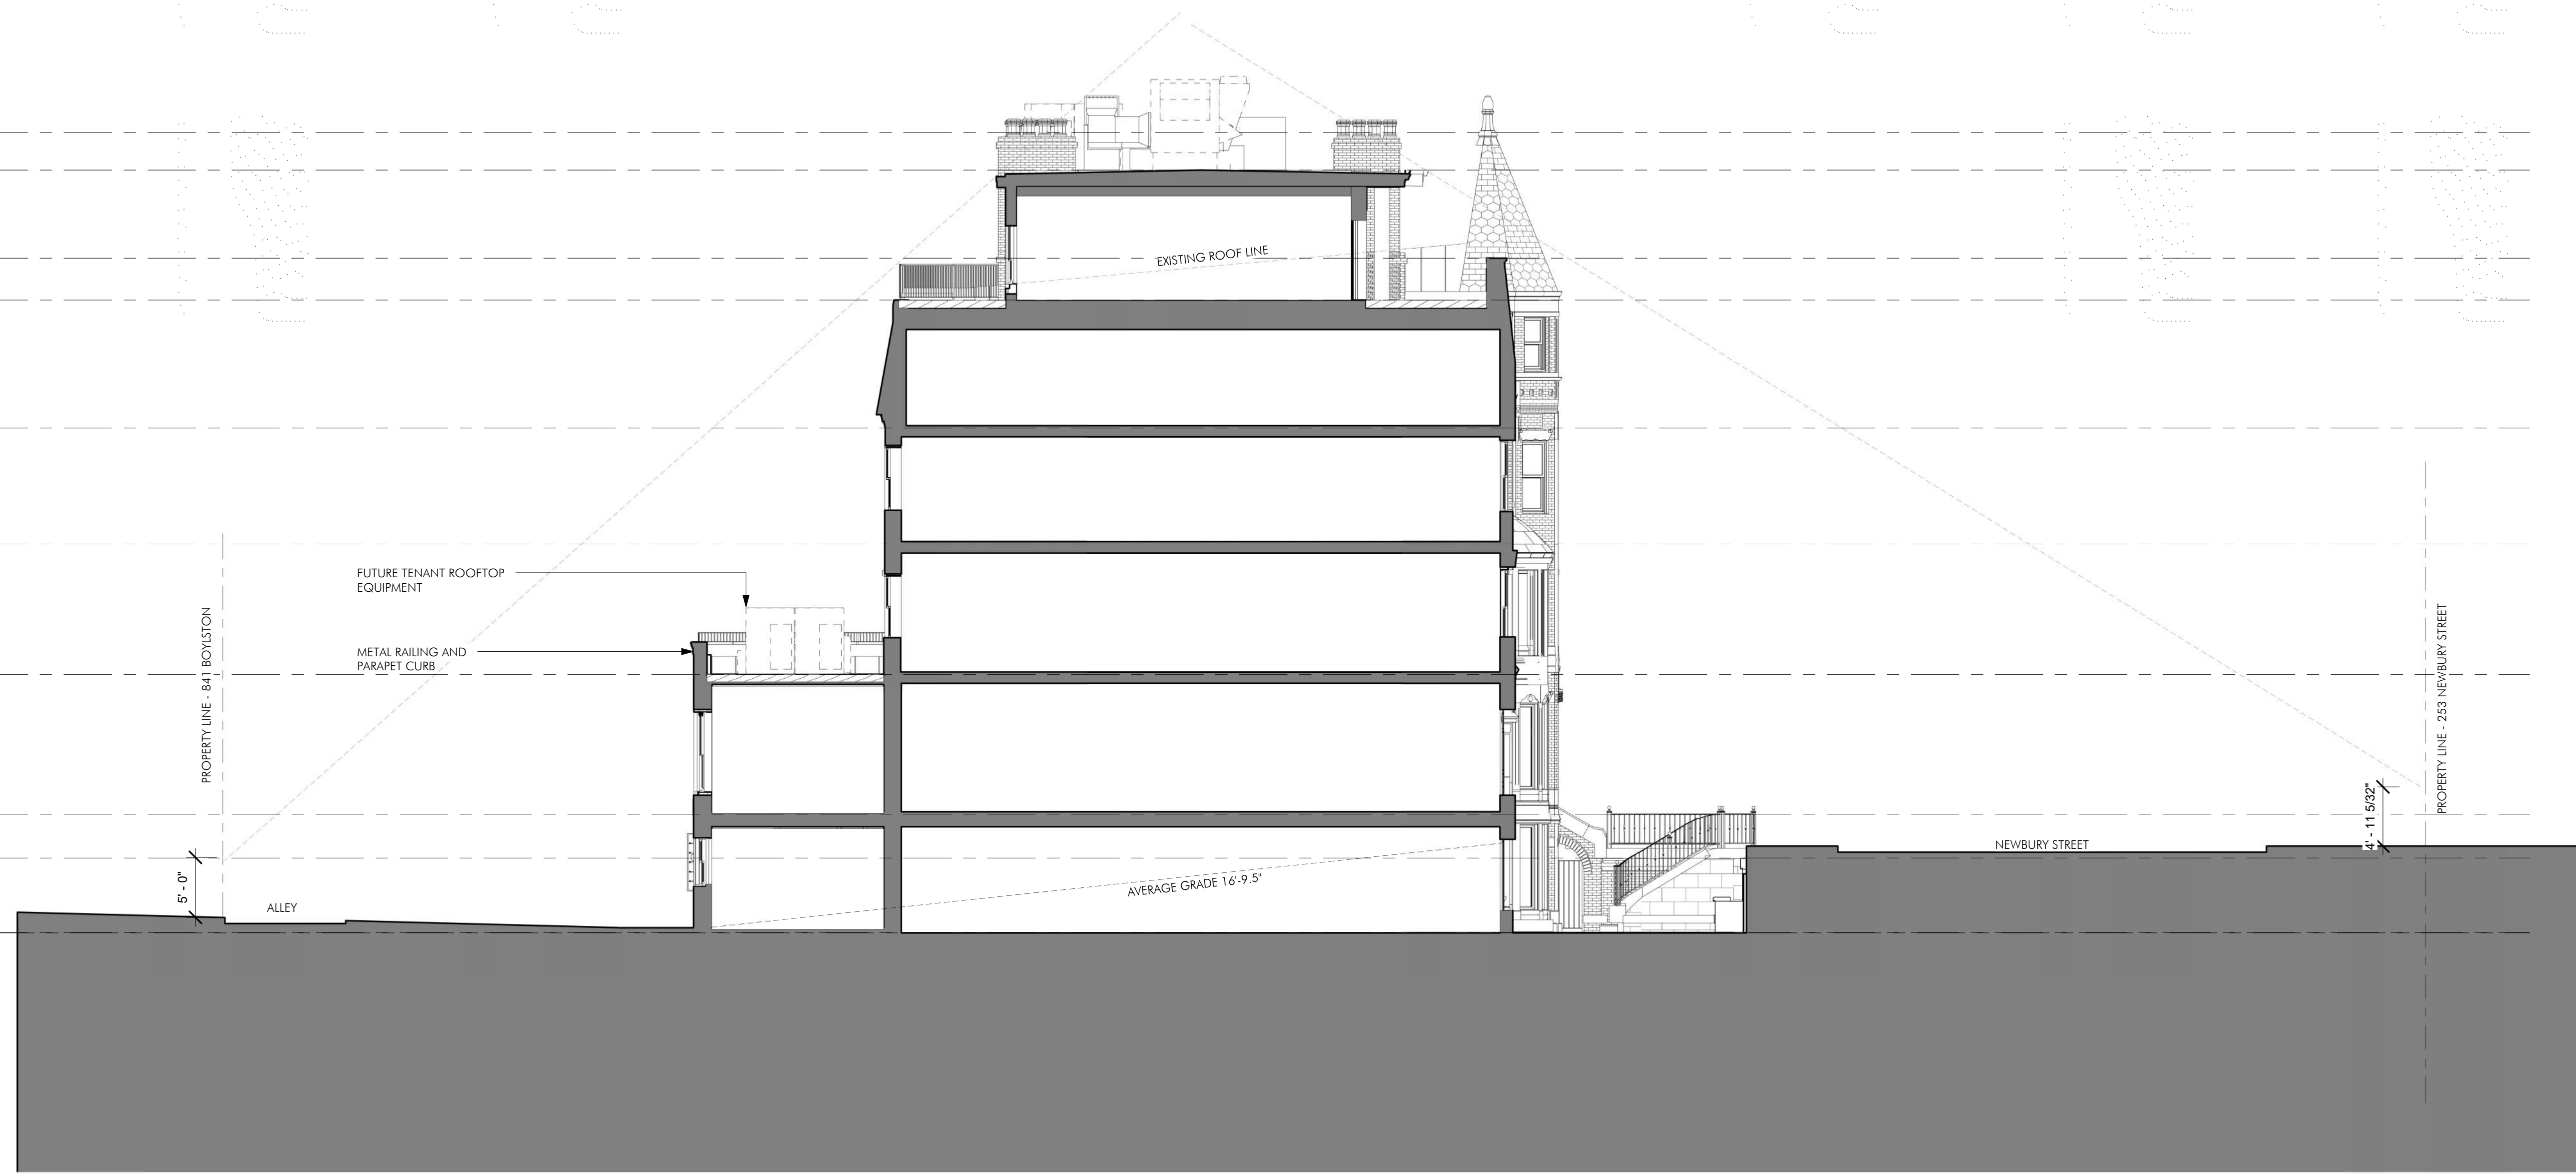 EXISTING ROOF LINE
FUTURE TENANT ROOFTOP
EQUIPMENT
METAL RAILING AND
PARAPET CURB
PROPERTY LINE - 841 BOYLSTON
PROPERTY LINE - 253 NEWBURY STREET
4' - 11 5/32"
NEWBURY STREET
5' - 0"
AVERAGE GRADE 16'-9.5"
ALLEY